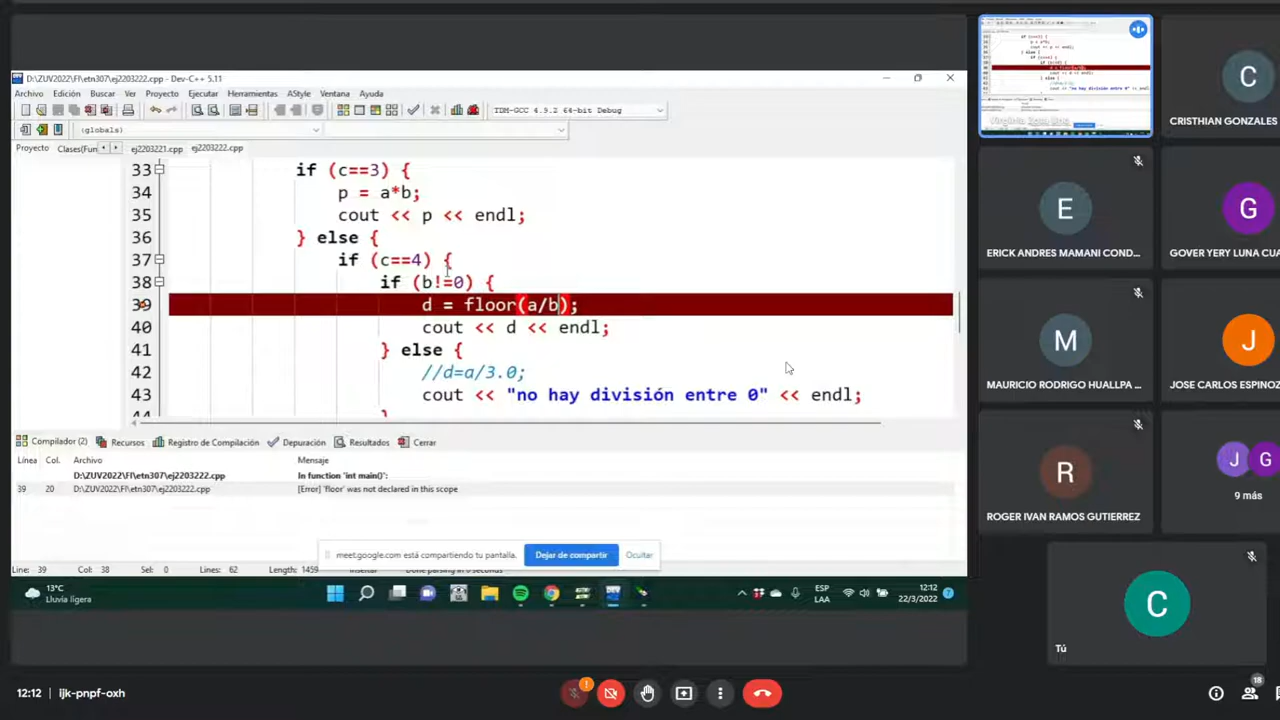 D:\ZUV2022\FI\etn307\ej2203222.cpp - Dev-C++ 5.11
Archivo Edición Buscar Ver Proyecto Ejecutar Herramientas AStyle Ventana Ayuda
64-bit Debug
(globals)
Proyecto Clases(Fun ej2203221.cpp ej2203222.cpp
33 if (c==3) {
34 p = a*b;
35 cout << p << endl;
36 } else {
37 if (c==4) {
38 if (b!=0) {
39 d = floor(a/b);
40 cout << d << endl;
41 } else {
42 //d=a/3.0;
43 cout << "no hay división entre 0" << endl;
44 }
Compilador (2) Recursos Registro de Compilación Depuración Resultados Cerrar
Línea Col. Archivo Mensaje
D:\ZUV2022\FI\etn307\ej2203222.cpp In function 'int main()':
39 20 D:\ZUV2022\FI\etn307\ej2203222.cpp [Error] 'floor' was not declared in this scope
meet.google.com está compartiendo tu pantalla. Dejar de compartir Ocultar
Line: 39 Col: 38 Sel: 0 Lines: 62 Length: 1459 Insertar
13°C
Lluvia ligera
ESP
LAA
12:12
22/3/2022
C
CRISTHIAN GONZALES
E
ERICK ANDRES MAMANI COND...
G
GOVER YERY LUNA CUA
M
MAURICIO RODRIGO HUALLPA ...
J
JOSE CARLOS ESPINOZ
R
ROGER IVAN RAMOS GUTIERREZ
J G
9 más
C
Tú
12:12 | ijk-pnpf-oxh
18